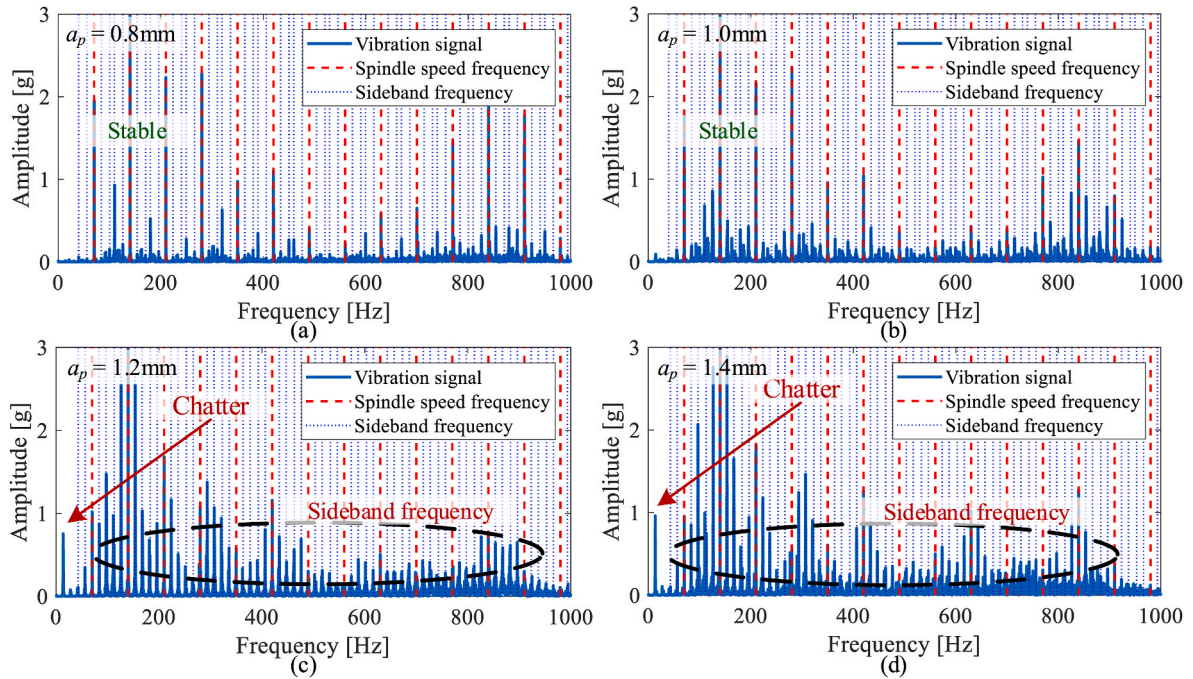 a_p = 0.8mm
Vibration signal
Spindle speed frequency
Sideband frequency
Stable
Amplitude [g]
3
2
1
0
0 200 400 600 800 1000
Frequency [Hz]
(a)
a_p = 1.0mm
Vibration signal
Spindle speed frequency
Sideband frequency
Stable
Amplitude [g]
3
2
1
0
0 200 400 600 800 1000
Frequency [Hz]
(b)
a_p = 1.2mm
Vibration signal
Spindle speed frequency
Sideband frequency
Chatter
Sideband frequency
Amplitude [g]
3
2
1
0
0 200 400 600 800 1000
Frequency [Hz]
(c)
a_p = 1.4mm
Vibration signal
Spindle speed frequency
Sideband frequency
Chatter
Sideband frequency
Amplitude [g]
3
2
1
0
0 200 400 600 800 1000
Frequency [Hz]
(d)